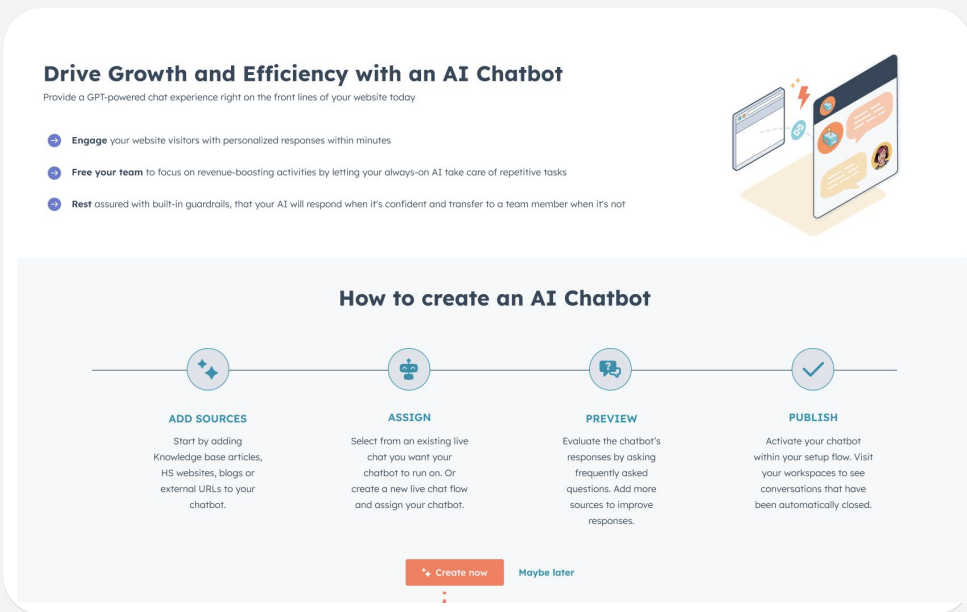 Drive Growth and Efficiency with an AI Chatbot
Provide a GPT-powered chat experience right on the front lines of your website today
Engage your website visitors with personalized responses within minutes
Free your team to focus on revenue-boosting activities by letting your always-on AI take care of repetitive tasks
Rest assured with built-in guardrails, that your AI will respond when it's confident and transfer to a team member when it's not
How to create an AI Chatbot
ADD SOURCES
Start by adding
Knowledge base articles,
HS websites, blogs or
external URLs to your
chatbot.
ASSIGN
Select from an existing live
chat you want your
chatbot to run on. Or
create a new live chat flow
and assign your chatbot.
PREVIEW
Evaluate the chatbot's
responses by asking
frequently asked
questions. Add more
sources to improve
responses.
PUBLISH
Activate your chatbot
within your setup flow. Visit
your workspaces to see
conversations that have
been automatically closed.
Create now
Maybe later